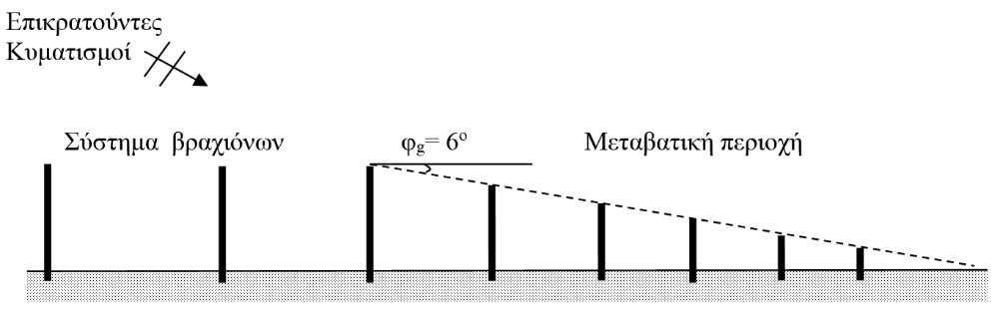 Επικρατούντες
Κυματισμοί
Σύστημα βραχιόνων
φg= 6°
Μεταβατική περιοχή